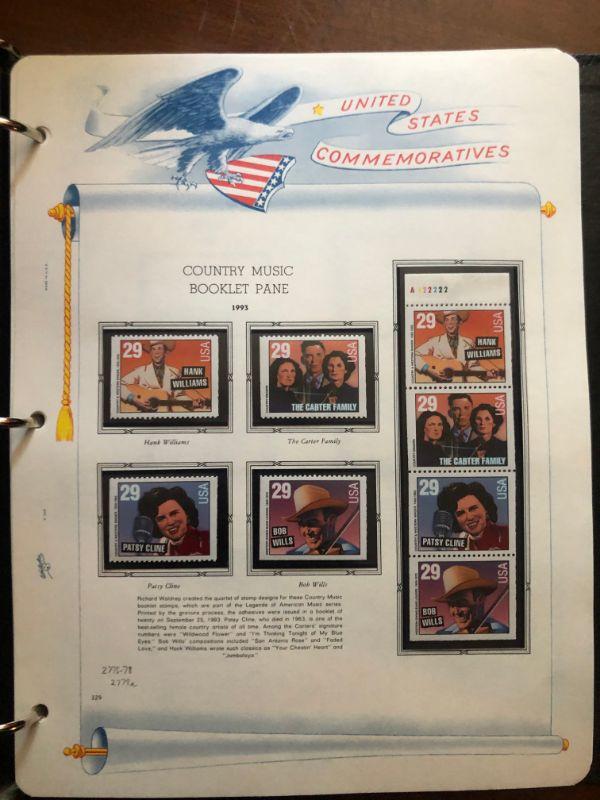 UNITED
STATES
COMMEMORATIVES
COUNTRY MUSIC
BOOKLET PANE
1993
29
USA
HANK
WILLIAMS
Hank Williams
29
USA
THE CARTER FAMILY
The Carter Family
29
USA
PATSY CLINE
Patsy Cline
29
USA
BOB
WILLS
Bob Wills
A 122222
29
USA
HANK
WILLIAMS
29
USA
THE CARTER FAMILY
29
USA
PATSY CLINE
29
USA
BOB
WILLS
Richard Waldrep created the quartet of stamp designs for these Country Music
booklet stamps, which are part of the Legends of American Music series.
Printed by the gravure process, the adhesives were issued in a booklet of
twenty on September 25, 1993. Patsy Cline, who died in 1963, is one of the
best-selling female country artists of all time. Among the Carters' signature
numbers were "Wildwood Flower" and "I'm Thinking Tonight of My Blue
Eyes." Bob Wills' compositions included "San Antonio Rose" and "Faded
Love," and Hank Williams wrote such classics as "Your Cheatin' Heart" and
"Jambalaya."
2775-78
2778a
329
MADE IN U.S.A.